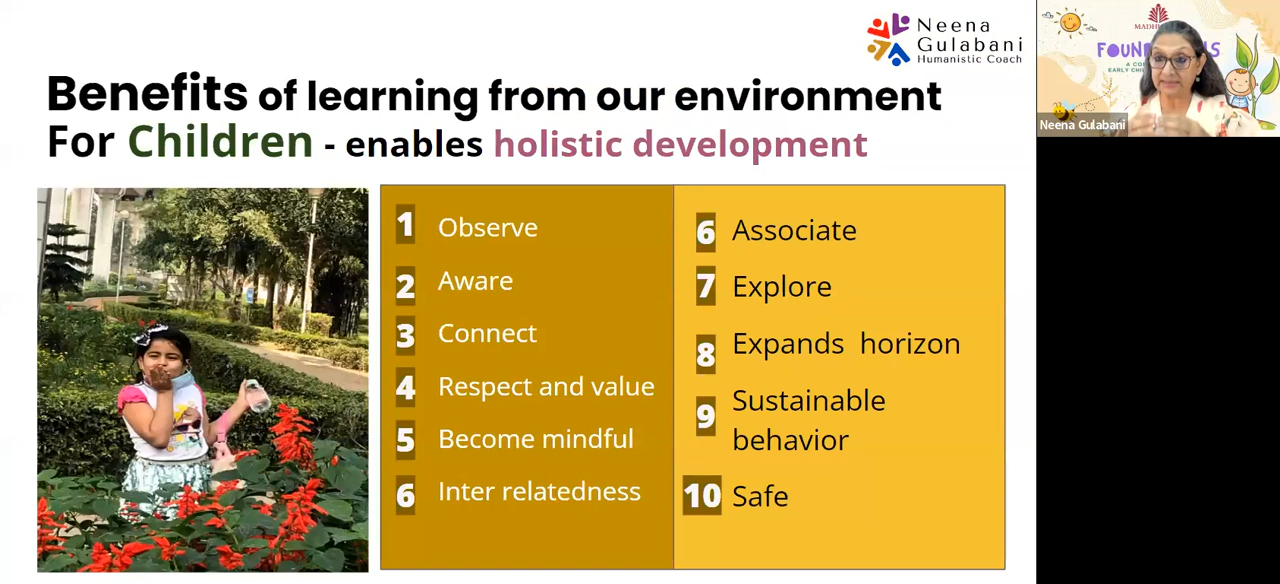 Neena
Gulabani
Humanistic Coach
Benefits of learning from our environment
For Children - enables holistic development
1 Observe
2 Aware
3 Connect
4 Respect and value
5 Become mindful
6 Inter relatedness
6 Associate
7 Explore
8 Expands horizon
9 Sustainable
behavior
10 Safe
Neena Gulabani